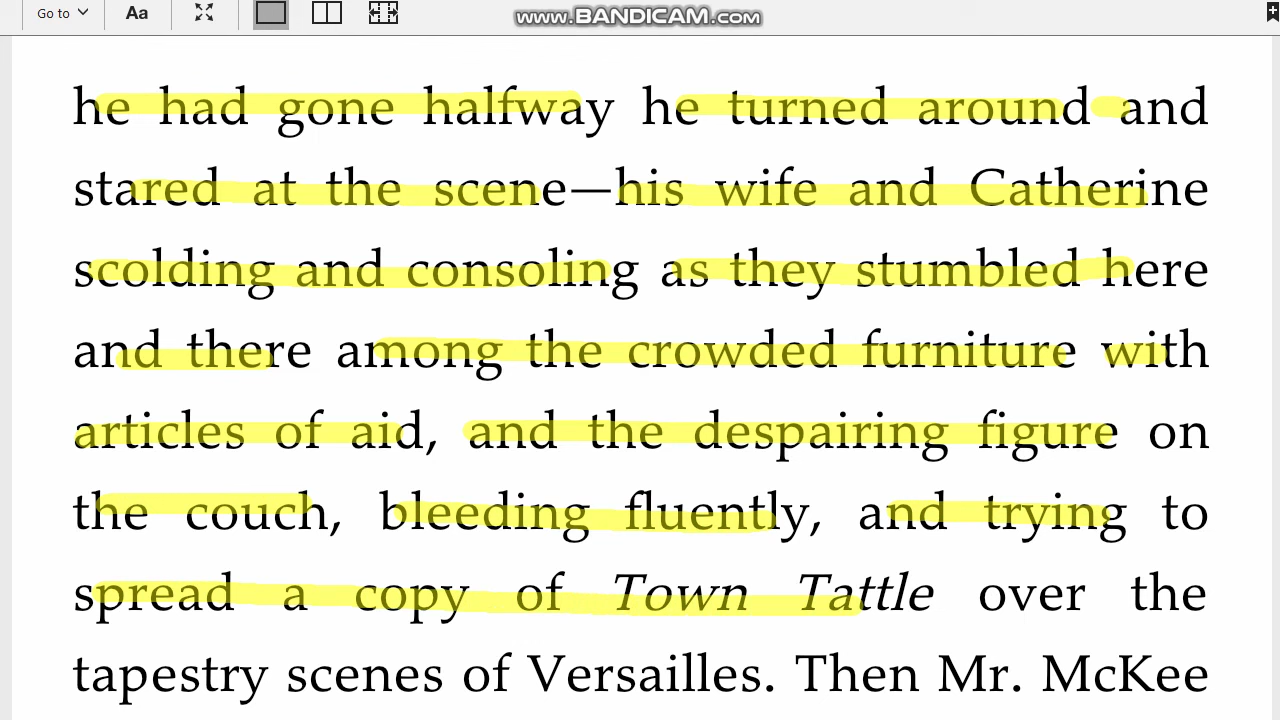 Go to Aa www.BANDICAM.com
he had gone halfway he turned around and
stared at the scene—his wife and Catherine
scolding and consoling as they stumbled here
and there among the crowded furniture with
articles of aid, and the despairing figure on
the couch, bleeding fluently, and trying to
spread a copy of Town Tattle over the
tapestry scenes of Versailles. Then Mr. McKee